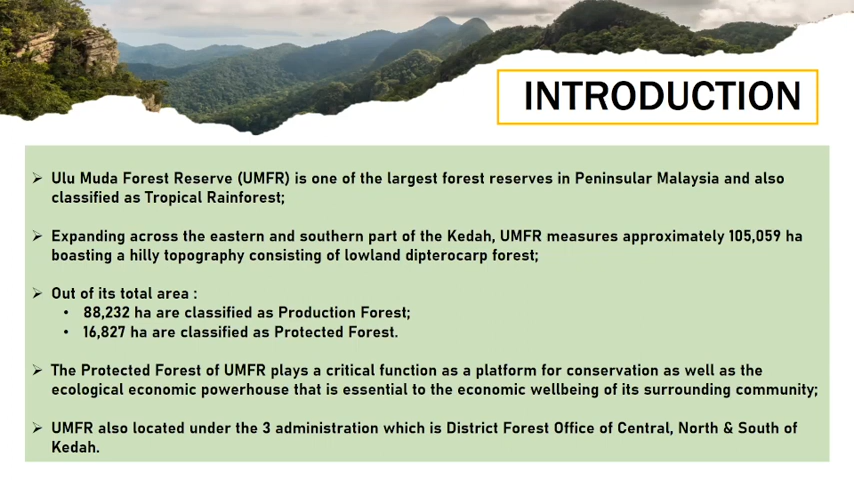 INTRODUCTION
➢ Ulu Muda Forest Reserve (UMFR) is one of the largest forest reserves in Peninsular Malaysia and also
classified as Tropical Rainforest;
➢ Expanding across the eastern and southern part of the Kedah, UMFR measures approximately 105,059 ha
boasting a hilly topography consisting of lowland dipterocarp forest;
➢ Out of its total area :
• 88,232 ha are classified as Production Forest;
• 16,827 ha are classified as Protected Forest.
➢ The Protected Forest of UMFR plays a critical function as a platform for conservation as well as the
ecological economic powerhouse that is essential to the economic wellbeing of its surrounding community;
➢ UMFR also located under the 3 administration which is District Forest Office of Central, North & South of
Kedah.